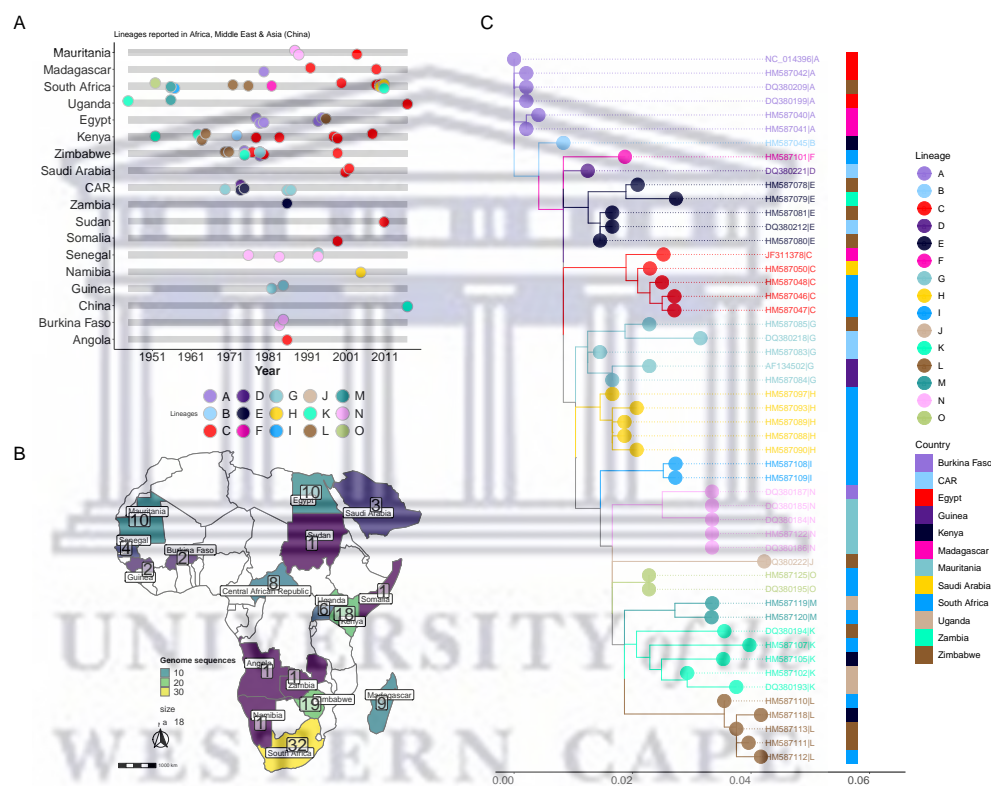 A
Lineages reported in Africa, Middle East & Asia (China)
Mauritania
Madagascar
South Africa
Uganda
Egypt
Kenya
Zimbabwe
Saudi Arabia
CAR
Zambia
Sudan
Somalia
Senegal
Namibia
Guinea
China
Burkina Faso
Angola
1951 1961 1971 1981 1991 2001 2011
Year
Lineages
A D G J M
B E H K N
C F I L O
B
10
Egypt
3
Saudi Arabia
Mauritania
10
Sudan
1
Senegal
4
Burkina Faso
2
2
Guinea
8
Central African Republic
1
Somalia
Uganda
6
18
Kenya
Genome sequences
10
20
30
size
a 18
1000 km
Angola
1
1
Zambia
Zimbabwe
19
Madagascar
9
Namibia
1
32
South Africa
C
NC_014396|A
HM587042|A
DQ380209|A
DQ380199|A
HM587040|A
HM587041|A
HM587045|B
HM587101|F
DQ380221|D
HM587078|E
HM587079|E
HM587081|E
DQ380212|E
HM587080|E
JF311378|C
HM587050|C
HM587048|C
HM587046|C
HM587047|C
HM587085|G
DQ380218|G
HM587083|G
AF134502|G
HM587084|G
HM587097|H
HM587093|H
HM587089|H
HM587088|H
HM587090|H
HM587108|I
HM587109|I
DQ380187|N
DQ380185|N
DQ380184|N
HM587122|N
DQ380186|N
DQ380222|J
HM587125|O
DQ380195|O
HM587119|M
HM587120|M
DQ380194|K
HM587107|K
HM587105|K
HM587102|K
DQ380193|K
HM587110|L
HM587118|L
HM587113|L
HM587111|L
HM587112|L
0.00 0.02 0.04 0.06
Lineage
A
B
C
D
E
F
G
H
I
J
K
L
M
N
O
Country
Burkina Faso
CAR
Egypt
Guinea
Kenya
Madagascar
Mauritania
Saudi Arabia
South Africa
Uganda
Zambia
Zimbabwe
UNIVERSITY of the
WESTERN CAPE